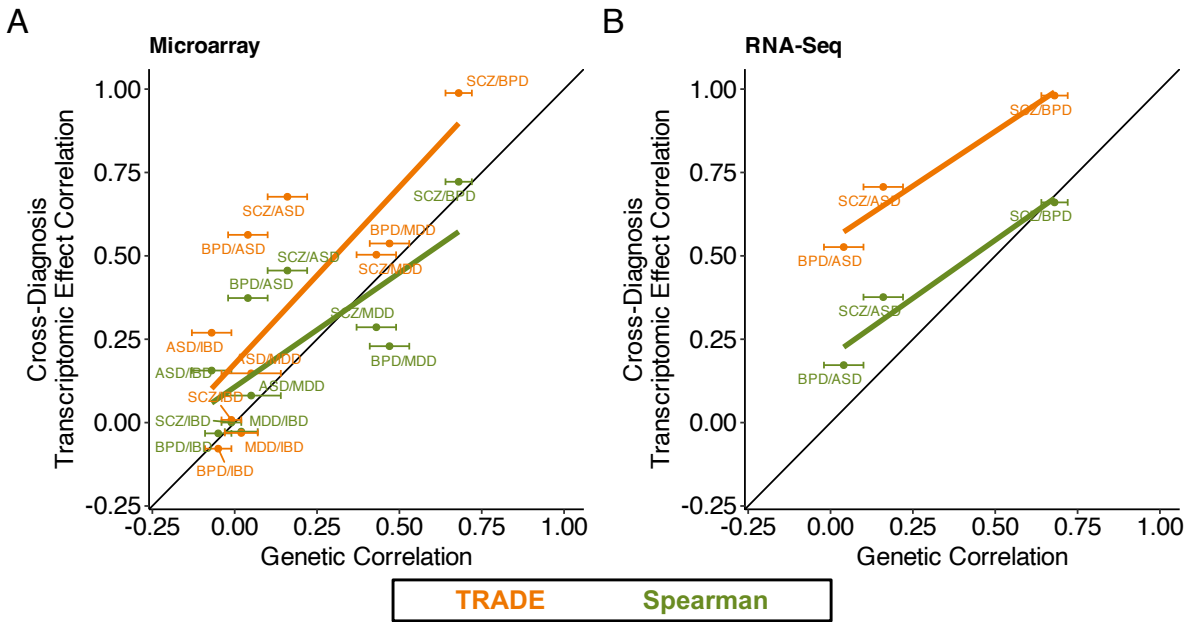 A
Microarray
Cross-Diagnosis
Transcriptomic Effect Correlation
1.00
0.75
0.50
0.25
0.00
-0.25
SCZ/BPD
SCZ/BPD
SCZ/ASD
BPD/MDD
BPD/ASD
SCZ/ASD
SCZ/MDD
BPD/ASD
SCZ/MDD
ASD/IBD
ASD/MDD
BPD/MDD
ASD/IBD
ASD/MDD
SCZ/IBD
SCZ/IBD
MDD/IBD
BPD/IBD
MDD/IBD
BPD/IBD
-0.25 0.00 0.25 0.50 0.75 1.00
Genetic Correlation
B
RNA-Seq
Cross-Diagnosis
Transcriptomic Effect Correlation
1.00
0.75
0.50
0.25
0.00
-0.25
SCZ/BPD
SCZ/ASD
SCZ/BPD
BPD/ASD
SCZ/ASD
BPD/ASD
-0.25 0.00 0.25 0.50 0.75 1.00
Genetic Correlation
TRADE Spearman